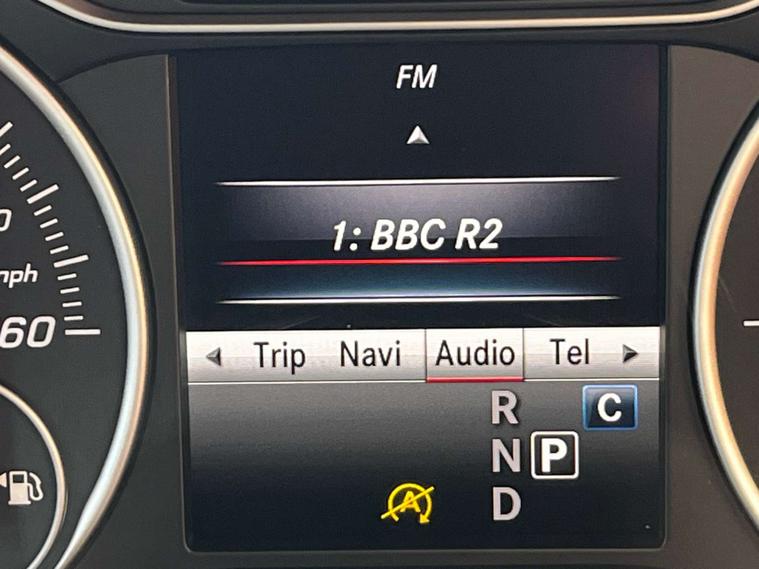 FM
1: BBC R2
mph
60
Trip Navi Audio Tel
R C
N P
A D